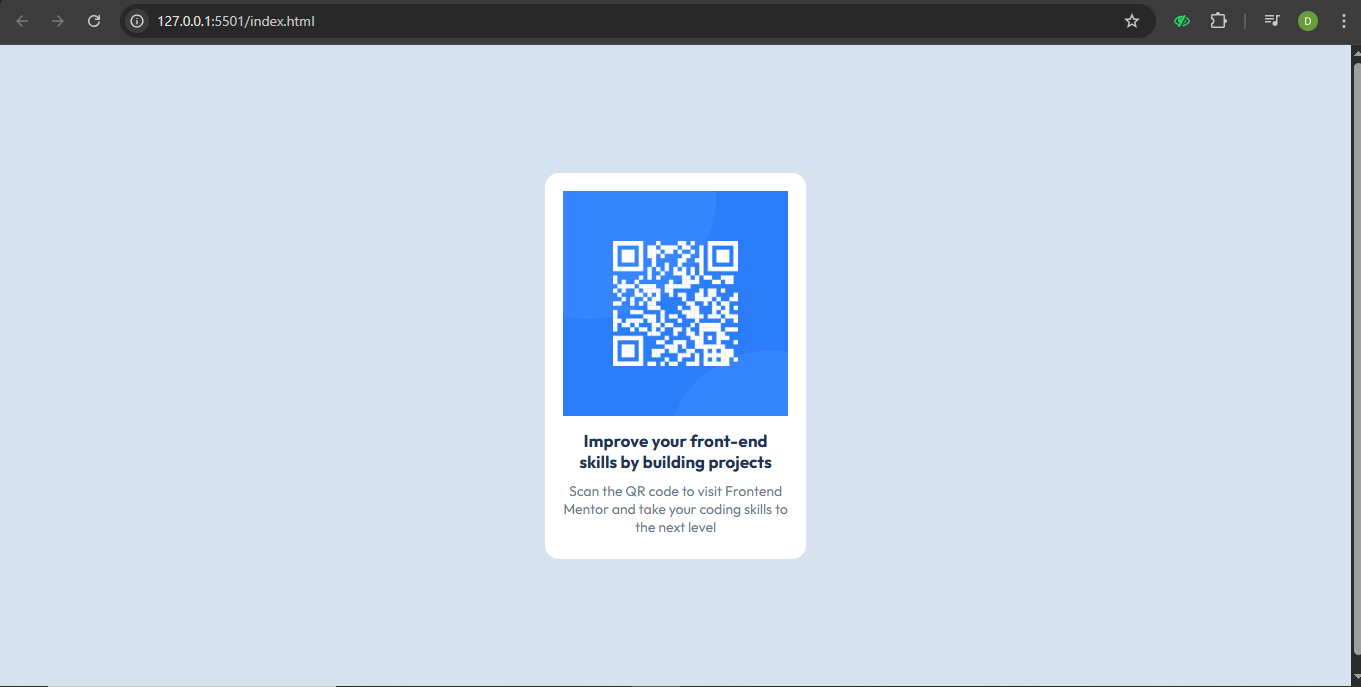 127.0.0.1:5501/index.html
D
Improve your front-end
skills by building projects
Scan the QR code to visit Frontend
Mentor and take your coding skills to
the next level